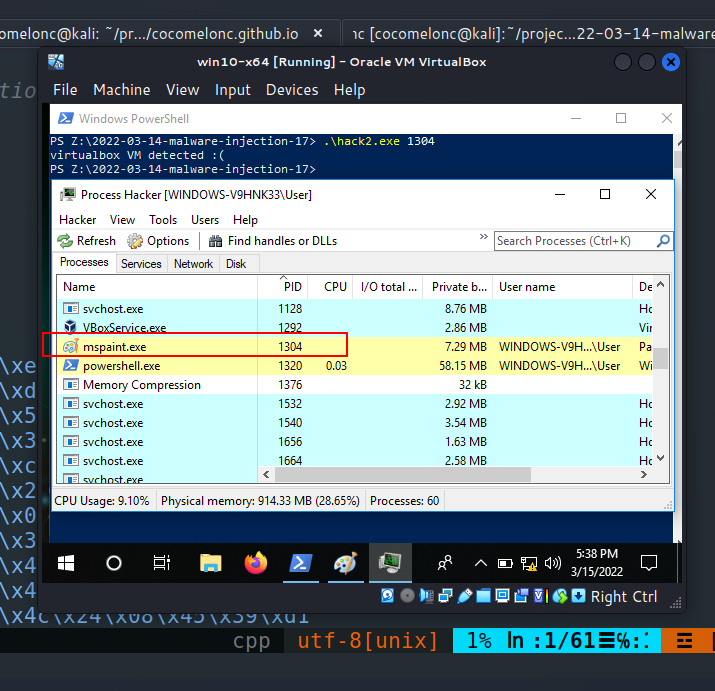 omelonc@kali: ~/pr.../cocomelonc.github.io ×
[cocomelonc@kali]:~/projec...22-03-14-malware
tio
win10-x64 [Running] - Oracle VM VirtualBox
File Machine View Input Devices Help
Windows PowerShell
PS Z:\2022-03-14-malware-injection-17> .\hack2.exe 1304
virtualbox VM detected :(
PS Z:\2022-03-14-malware-injection-17>
Process Hacker [WINDOWS-V9HNK33\User]
Hacker View Tools Users Help
Refresh Options Find handles or DLLs » Search Processes (Ctrl+K)
Processes Services Network Disk
Name PID CPU I/O total ... Private b... User name De
svchost.exe 1128 8.76 MB Ho
VBoxService.exe 1292 2.86 MB Vir
mspaint.exe 1304 7.29 MB WINDOWS-V9H...\User Pa
powershell.exe 1320 0.03 58.15 MB WINDOWS-V9H...\User Wi
Memory Compression 1376 32 kB
svchost.exe 1532 2.92 MB Ho
svchost.exe 1540 3.54 MB Ho
svchost.exe 1656 1.63 MB Ho
svchost.exe 1664 2.58 MB Ho
svchost.exe
CPU Usage: 9.10% Physical memory: 914.33 MB (28.65%) Processes: 60
\xe
\xd
\x5
\x3
\xc
\x2
\x0
\x3
\x4
\x4
5:38 PM
3/15/2022
Right Ctrl
\x4c\x24\x08\x45\x39\xd1
cpp utf-8[unix] 1% ln :1/61≡%: